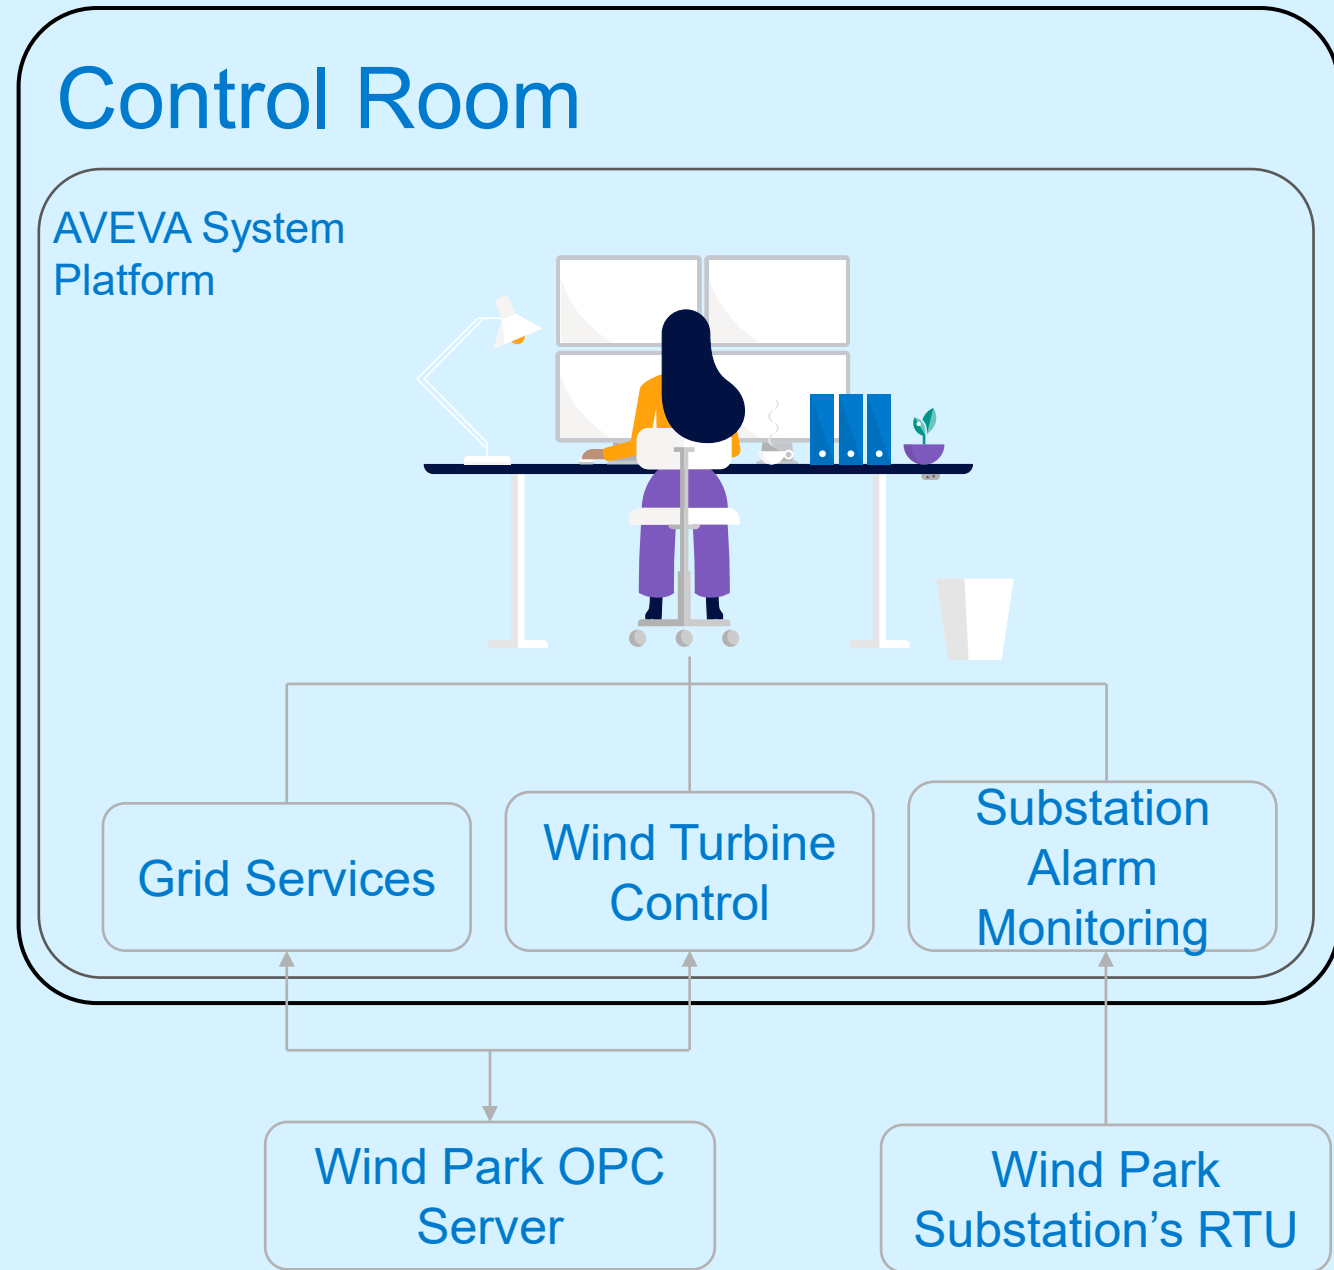 Control Room
AVEVA System
Platform
Grid Services
Wind Turbine
Control
Substation
Alarm
Monitoring
Wind Park OPC
Server
Wind Park
Substation’s RTU